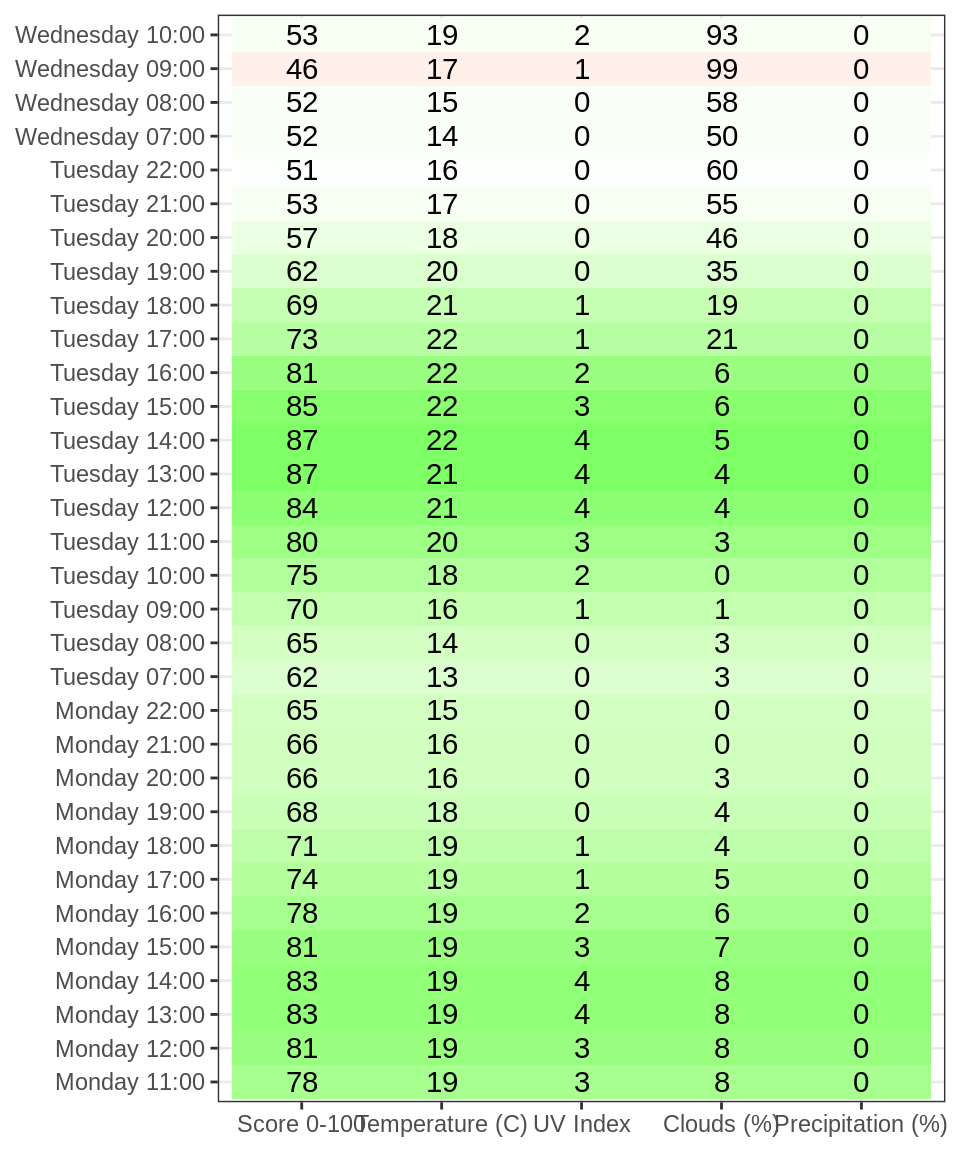 Wednesday 10:00 53 19 2 93 0
Wednesday 09:00 46 17 1 99 0
Wednesday 08:00 52 15 0 58 0
Wednesday 07:00 52 14 0 50 0
Tuesday 22:00 51 16 0 60 0
Tuesday 21:00 53 17 0 55 0
Tuesday 20:00 57 18 0 46 0
Tuesday 19:00 62 20 0 35 0
Tuesday 18:00 69 21 1 19 0
Tuesday 17:00 73 22 1 21 0
Tuesday 16:00 81 22 2 6 0
Tuesday 15:00 85 22 3 6 0
Tuesday 14:00 87 22 4 5 0
Tuesday 13:00 87 21 4 4 0
Tuesday 12:00 84 21 4 4 0
Tuesday 11:00 80 20 3 3 0
Tuesday 10:00 75 18 2 0 0
Tuesday 09:00 70 16 1 1 0
Tuesday 08:00 65 14 0 3 0
Tuesday 07:00 62 13 0 3 0
Monday 22:00 65 15 0 0 0
Monday 21:00 66 16 0 0 0
Monday 20:00 66 16 0 3 0
Monday 19:00 68 18 0 4 0
Monday 18:00 71 19 1 4 0
Monday 17:00 74 19 1 5 0
Monday 16:00 78 19 2 6 0
Monday 15:00 81 19 3 7 0
Monday 14:00 83 19 4 8 0
Monday 13:00 83 19 4 8 0
Monday 12:00 81 19 3 8 0
Monday 11:00 78 19 3 8 0
Score 0-100 Temperature (C) UV Index Clouds (%) Precipitation (%)